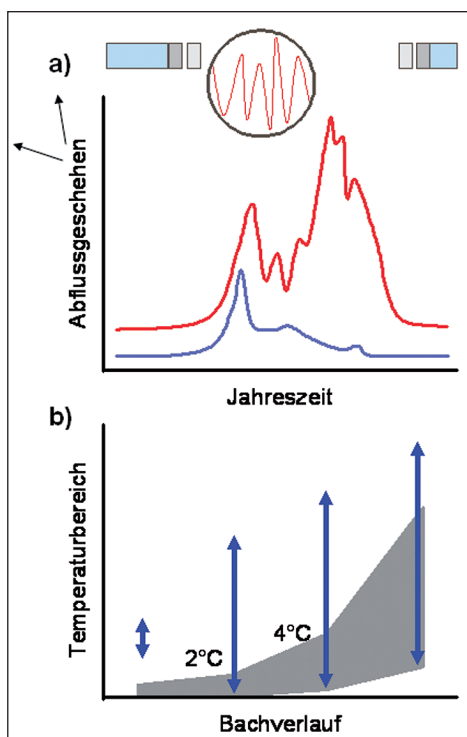 a)
Abflussgeschehen
Jahreszeit
b)
Temperaturbereich
2°C
4°C
Bachverlauf